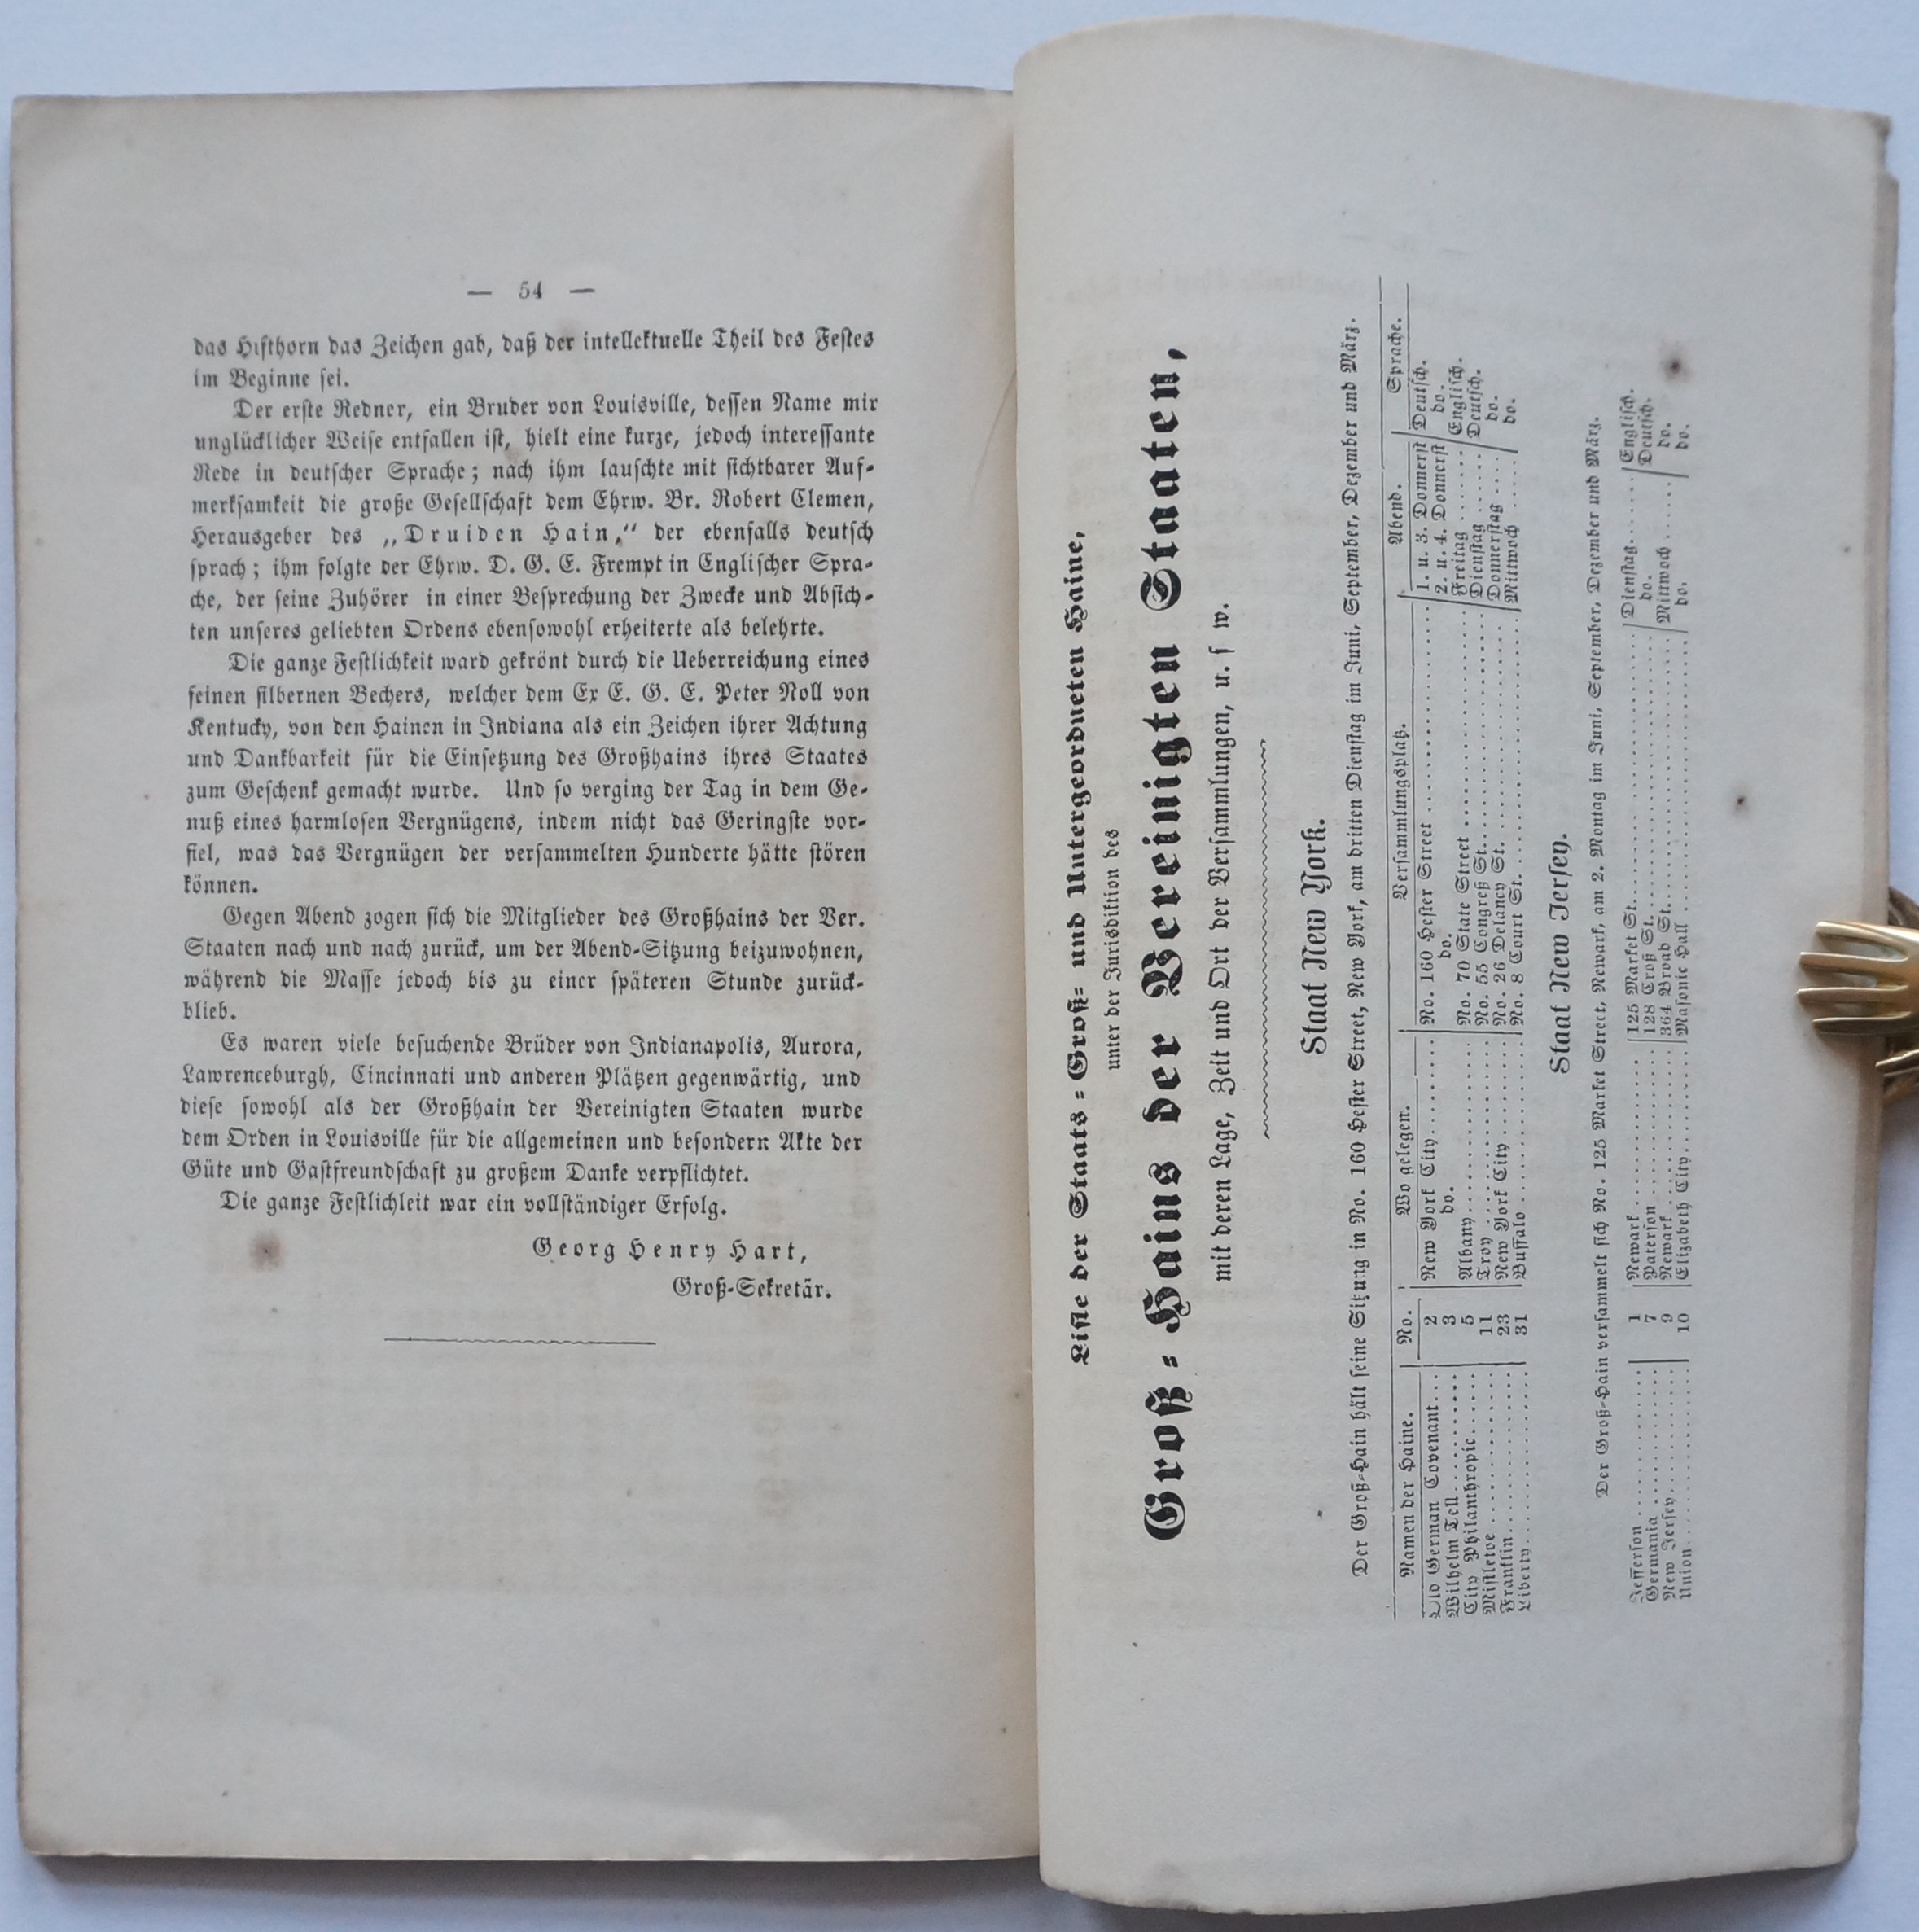 — 54 —
das Hifthorn das Zeichen gab, daß der intellektuelle Theil des Festes
im Beginne sei.
Der erste Redner, ein Bruder von Louisville, dessen Name mir
unglücklicher Weise entfallen ist, hielt eine kurze, jedoch interessante
Rede in deutscher Sprache; nach ihm lauschte mit sichtbarer Auf-
merksamkeit die große Gesellschaft dem Ehrw. Br. Robert Clemen,
Herausgeber des „Druiden Hain,“ der ebenfalls deutsch
sprach; ihm folgte der Ehrw. D. G. E. Frempt in Englischer Spra-
che, der seine Zuhörer in einer Besprechung der Zwecke und Absich-
ten unseres geliebten Ordens ebensowohl erheiterte als belehrte.
Die ganze Festlichkeit ward gekrönt durch die Ueberreichung eines
feinen silbernen Bechers, welcher dem Ex E. G. E. Peter Noll von
Kentucky, von den Hainen in Indiana als ein Zeichen ihrer Achtung
und Dankbarkeit für die Einsetzung des Großhains ihres Staates
zum Geschenk gemacht wurde. Und so verging der Tag in dem Ge-
nuß eines harmlosen Vergnügens, indem nicht das Geringste vor-
fiel, was das Vergnügen der versammelten Hunderte hätte stören
können.
Gegen Abend zogen sich die Mitglieder des Großhains der Ver.
Staaten nach und nach zurück, um der Abend-Sitzung beizuwohnen,
während die Masse jedoch bis zu einer späteren Stunde zurück-
blieb.
Es waren viele besuchende Brüder von Indianapolis, Aurora,
Lawrenceburgh, Cincinnati und anderen Plätzen gegenwärtig, und
diese sowohl als der Großhain der Vereinigten Staaten wurde
dem Orden in Louisville für die allgemeinen und besondern Akte der
Güte und Gastfreundschaft zu großem Danke verpflichtet.
Die ganze Festlichleit war ein vollständiger Erfolg.
Georg Henry Hart,
Groß-Sekretär.
Liste der Staats-Groß- und Untergeordneten Haine,
unter der Jurisdiktion des
Groß-Hains der Vereinigten Staaten,
mit deren Lage, Zeit und Ort der Versammlungen, u. s w.
Staat New York.
Der Groß-Hain hält seine Sitzung in No. 160 Hester Street, New York, am dritten Dienstag im Juni, September, Dezember und März.
Namen der Haine. No. Wo gelegen. Versammlungsplatz. Abend. Sprache.
Old German Covenant... 2 New York City....... No. 160 Hester Street ........ 1. u. 3. Donnerst Deutsch.
Wilhelm Tell........ 3 do. do. 2. u. 4. Donnerst do.
City Philanthropic..... 5 Albany........... No. 70 State Street ........ Freitag ...... Englisch.
Mistletoe ........... 11 Troy ........... No. 55 Congreß St........ Dienstag ...... Deutsch.
Franklin........... 23 New York City ....... No. 26 Delancy St........ Donnerstag .... do.
Liberty........... 31 Buffalo ........... No. 8 Court St........ Mittwoch ..... do.
Staat New Jersey.
Der Groß-Hain versammelt sich No. 125 Market Street, Newark, am 2. Montag im Juni, September, Dezember und März.
Jefferson ........... 1 Newark ........... 125 Market St........ Dienstag...... Englisch.
Germania ........... 7 Paterson ........... 128 Croß St........ do. Deutsch.
New Jersey........... 9 Newark ........... 364 Broad St........ Mittwoch ...... do.
Union........... 10 Elizabeth City........ Masonic Hall ........ do. do.